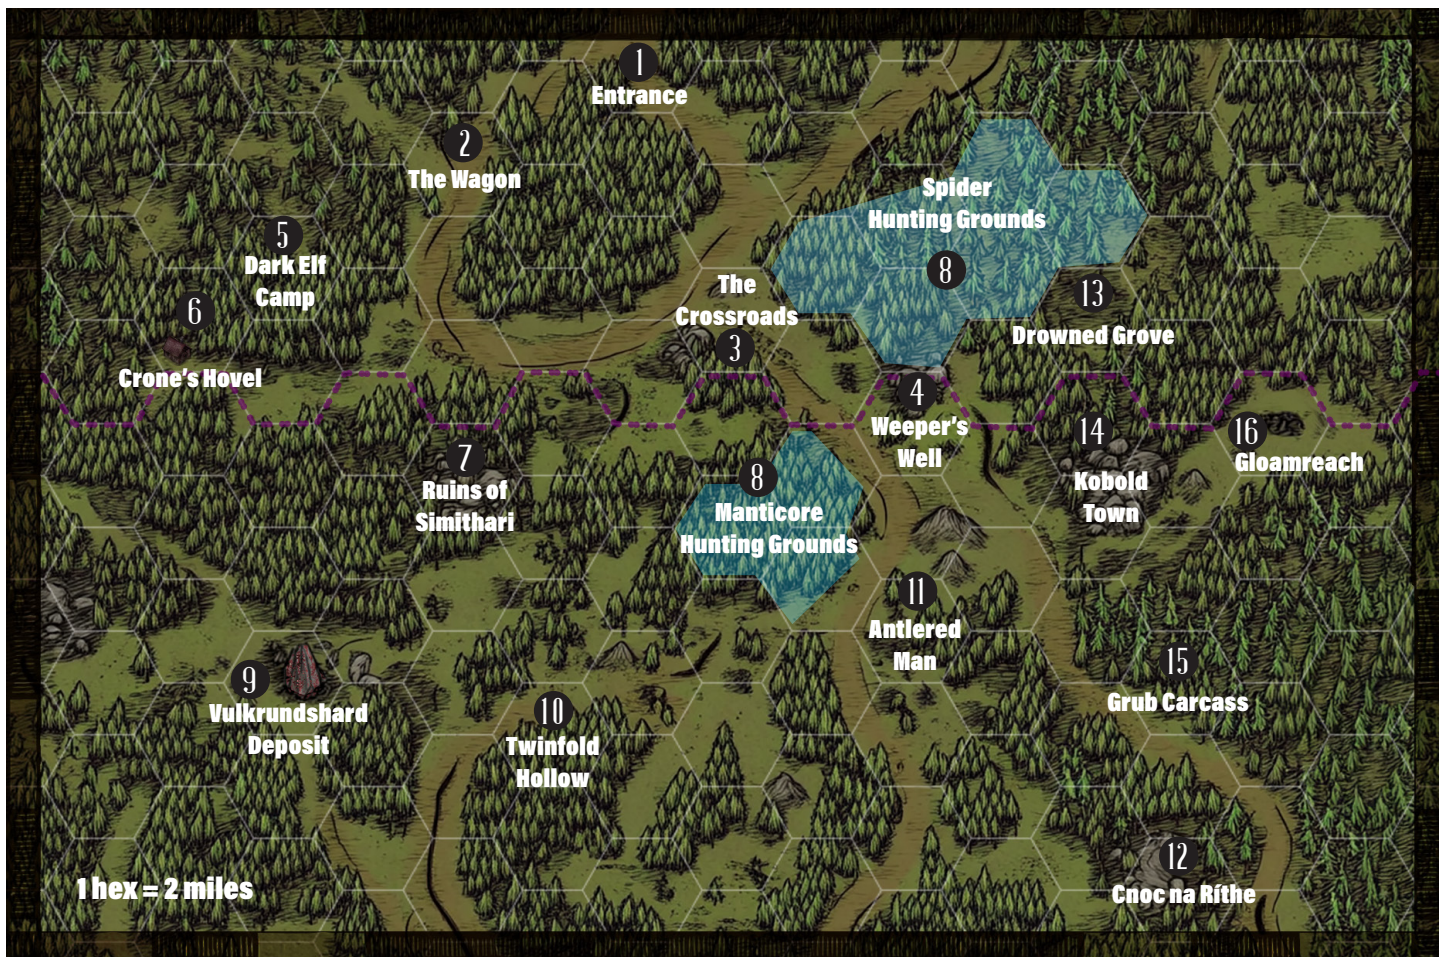 1
Entrance
2
The Wagon
Spider
Hunting Grounds
8
5
Dark Elf
Camp
6
Crone's Hovel
The
Crossroads
3
13
Drowned Grove
4
Weeper's
Well
14
Kobold
Town
16
Gloamreach
7
Ruins of
Simithari
8
Manticore
Hunting Grounds
11
Antlered
Man
15
Grub Carcass
9
Vulkrundshard
Deposit
10
Twinfold
Hollow
12
Cnoc na Ríthe
1 hex = 2 miles